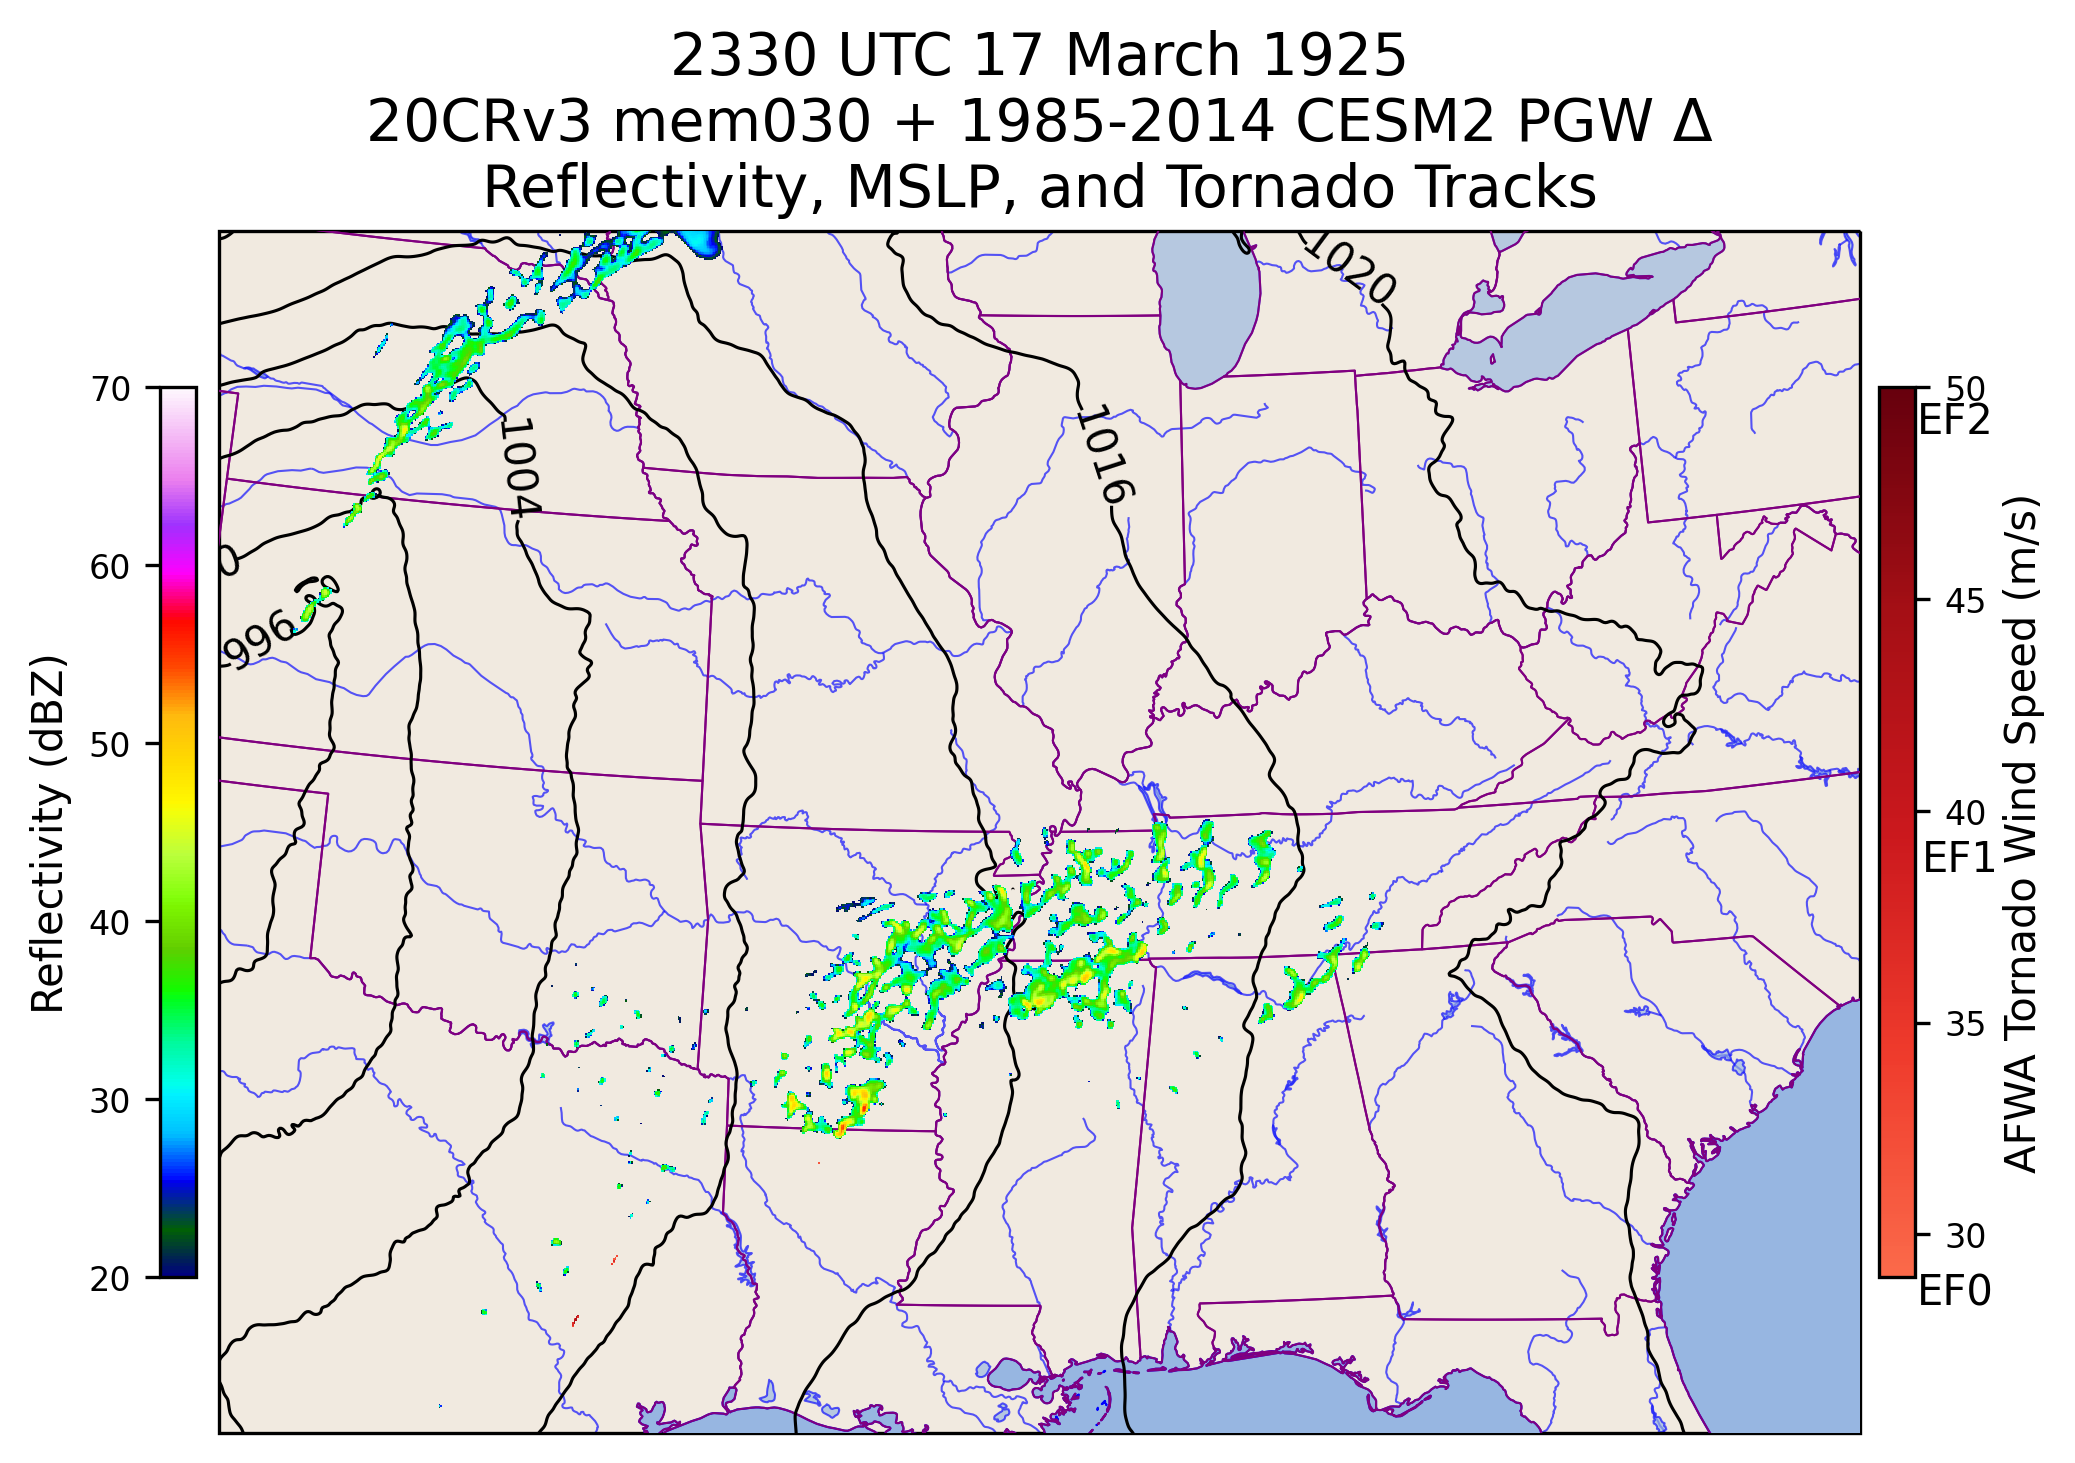 2330 UTC 17 March 1925
20CRv3 mem030 + 1985-2014 CESM2 PGW Δ
Reflectivity, MSLP, and Tornado Tracks
1020
1004
1016
0
996
70
60
50
40
30
20
Reflectivity (dBZ)
50
EF2
45
40
EF1
35
30
EF0
AFWA Tornado Wind Speed (m/s)